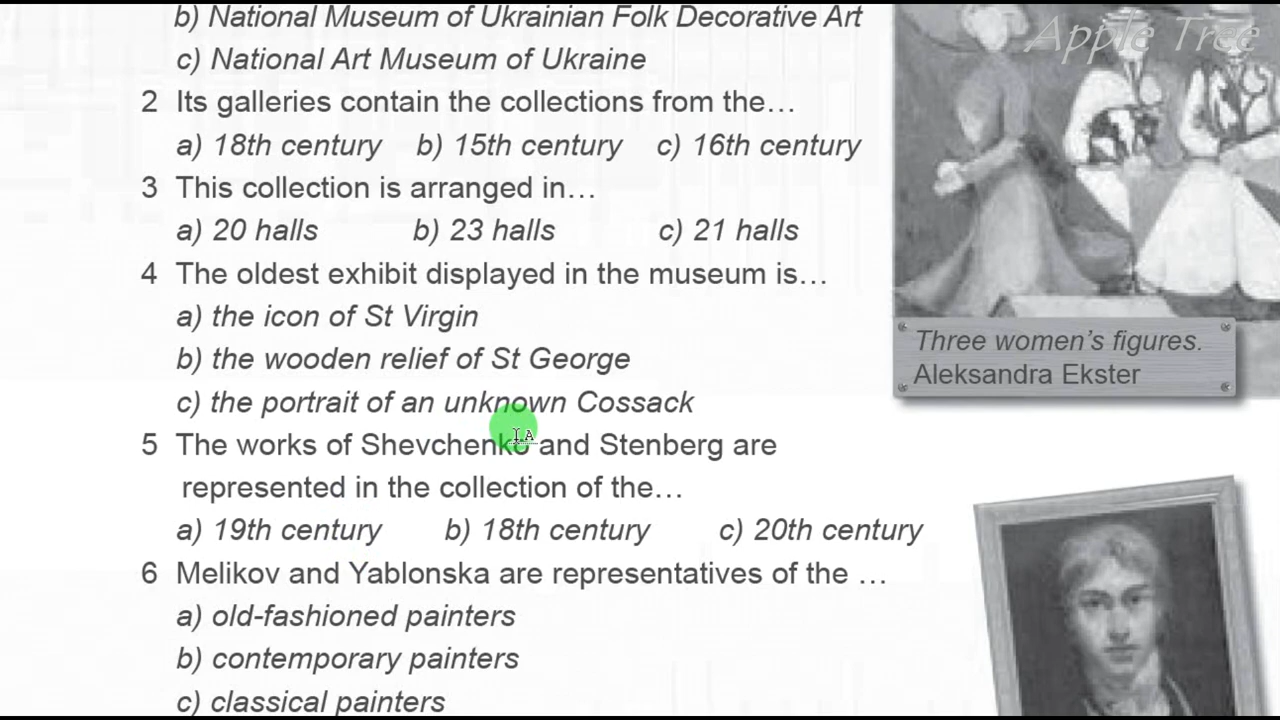 b) National Museum of Ukrainian Folk Decorative Art
c) National Art Museum of Ukraine
Apple Tree
2 Its galleries contain the collections from the…
a) 18th century b) 15th century c) 16th century
3 This collection is arranged in…
a) 20 halls b) 23 halls c) 21 halls
4 The oldest exhibit displayed in the museum is…
a) the icon of St Virgin
b) the wooden relief of St George
c) the portrait of an unknown Cossack
Three women's figures.
Aleksandra Ekster
5 The works of Shevchenko and Stenberg are
represented in the collection of the…
a) 19th century b) 18th century c) 20th century
6 Melikov and Yablonska are representatives of the …
a) old-fashioned painters
b) contemporary painters
c) classical painters